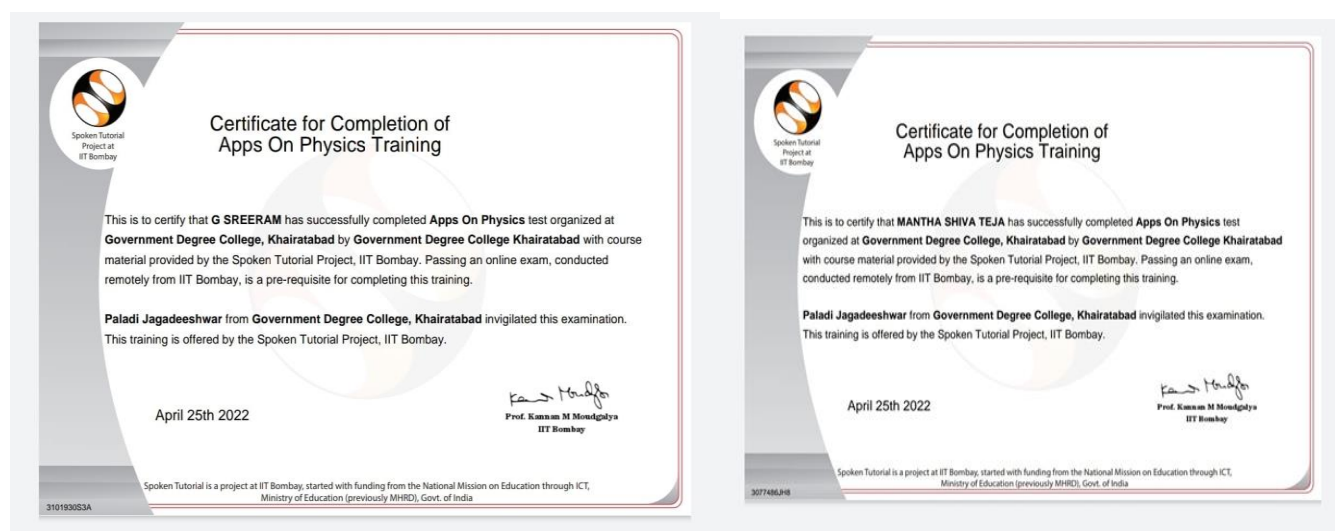 Spoken Tutorial
Project at
IIT Bombay
Certificate for Completion of
Apps On Physics Training
This is to certify that G SREERAM has successfully completed Apps On Physics test organized at
Government Degree College, Khairatabad by Government Degree College Khairatabad with course
material provided by the Spoken Tutorial Project, IIT Bombay. Passing an online exam, conducted
remotely from IIT Bombay, is a pre-requisite for completing this training.
Paladi Jagadeeshwar from Government Degree College, Khairatabad invigilated this examination.
This training is offered by the Spoken Tutorial Project, IIT Bombay.
April 25th 2022
Prof. Kannan M Moudgalya
IIT Bombay
Spoken Tutorial is a project at IIT Bombay, started with funding from the National Mission on Education through ICT,
Ministry of Education (previously MHRD), Govt. of India
3101930S3A
Spoken Tutorial
Project at
IIT Bombay
Certificate for Completion of
Apps On Physics Training
This is to certify that MANTHA SHIVA TEJA has successfully completed Apps On Physics test
organized at Government Degree College, Khairatabad by Government Degree College Khairatabad
with course material provided by the Spoken Tutorial Project, IIT Bombay. Passing an online exam,
conducted remotely from IIT Bombay, is a pre-requisite for completing this training.
Paladi Jagadeeshwar from Government Degree College, Khairatabad invigilated this examination.
This training is offered by the Spoken Tutorial Project, IIT Bombay.
April 25th 2022
Prof. Kannan M Moudgalya
IIT Bombay
Spoken Tutorial is a project at IIT Bombay, started with funding from the National Mission on Education through ICT,
Ministry of Education (previously MHRD), Govt. of India